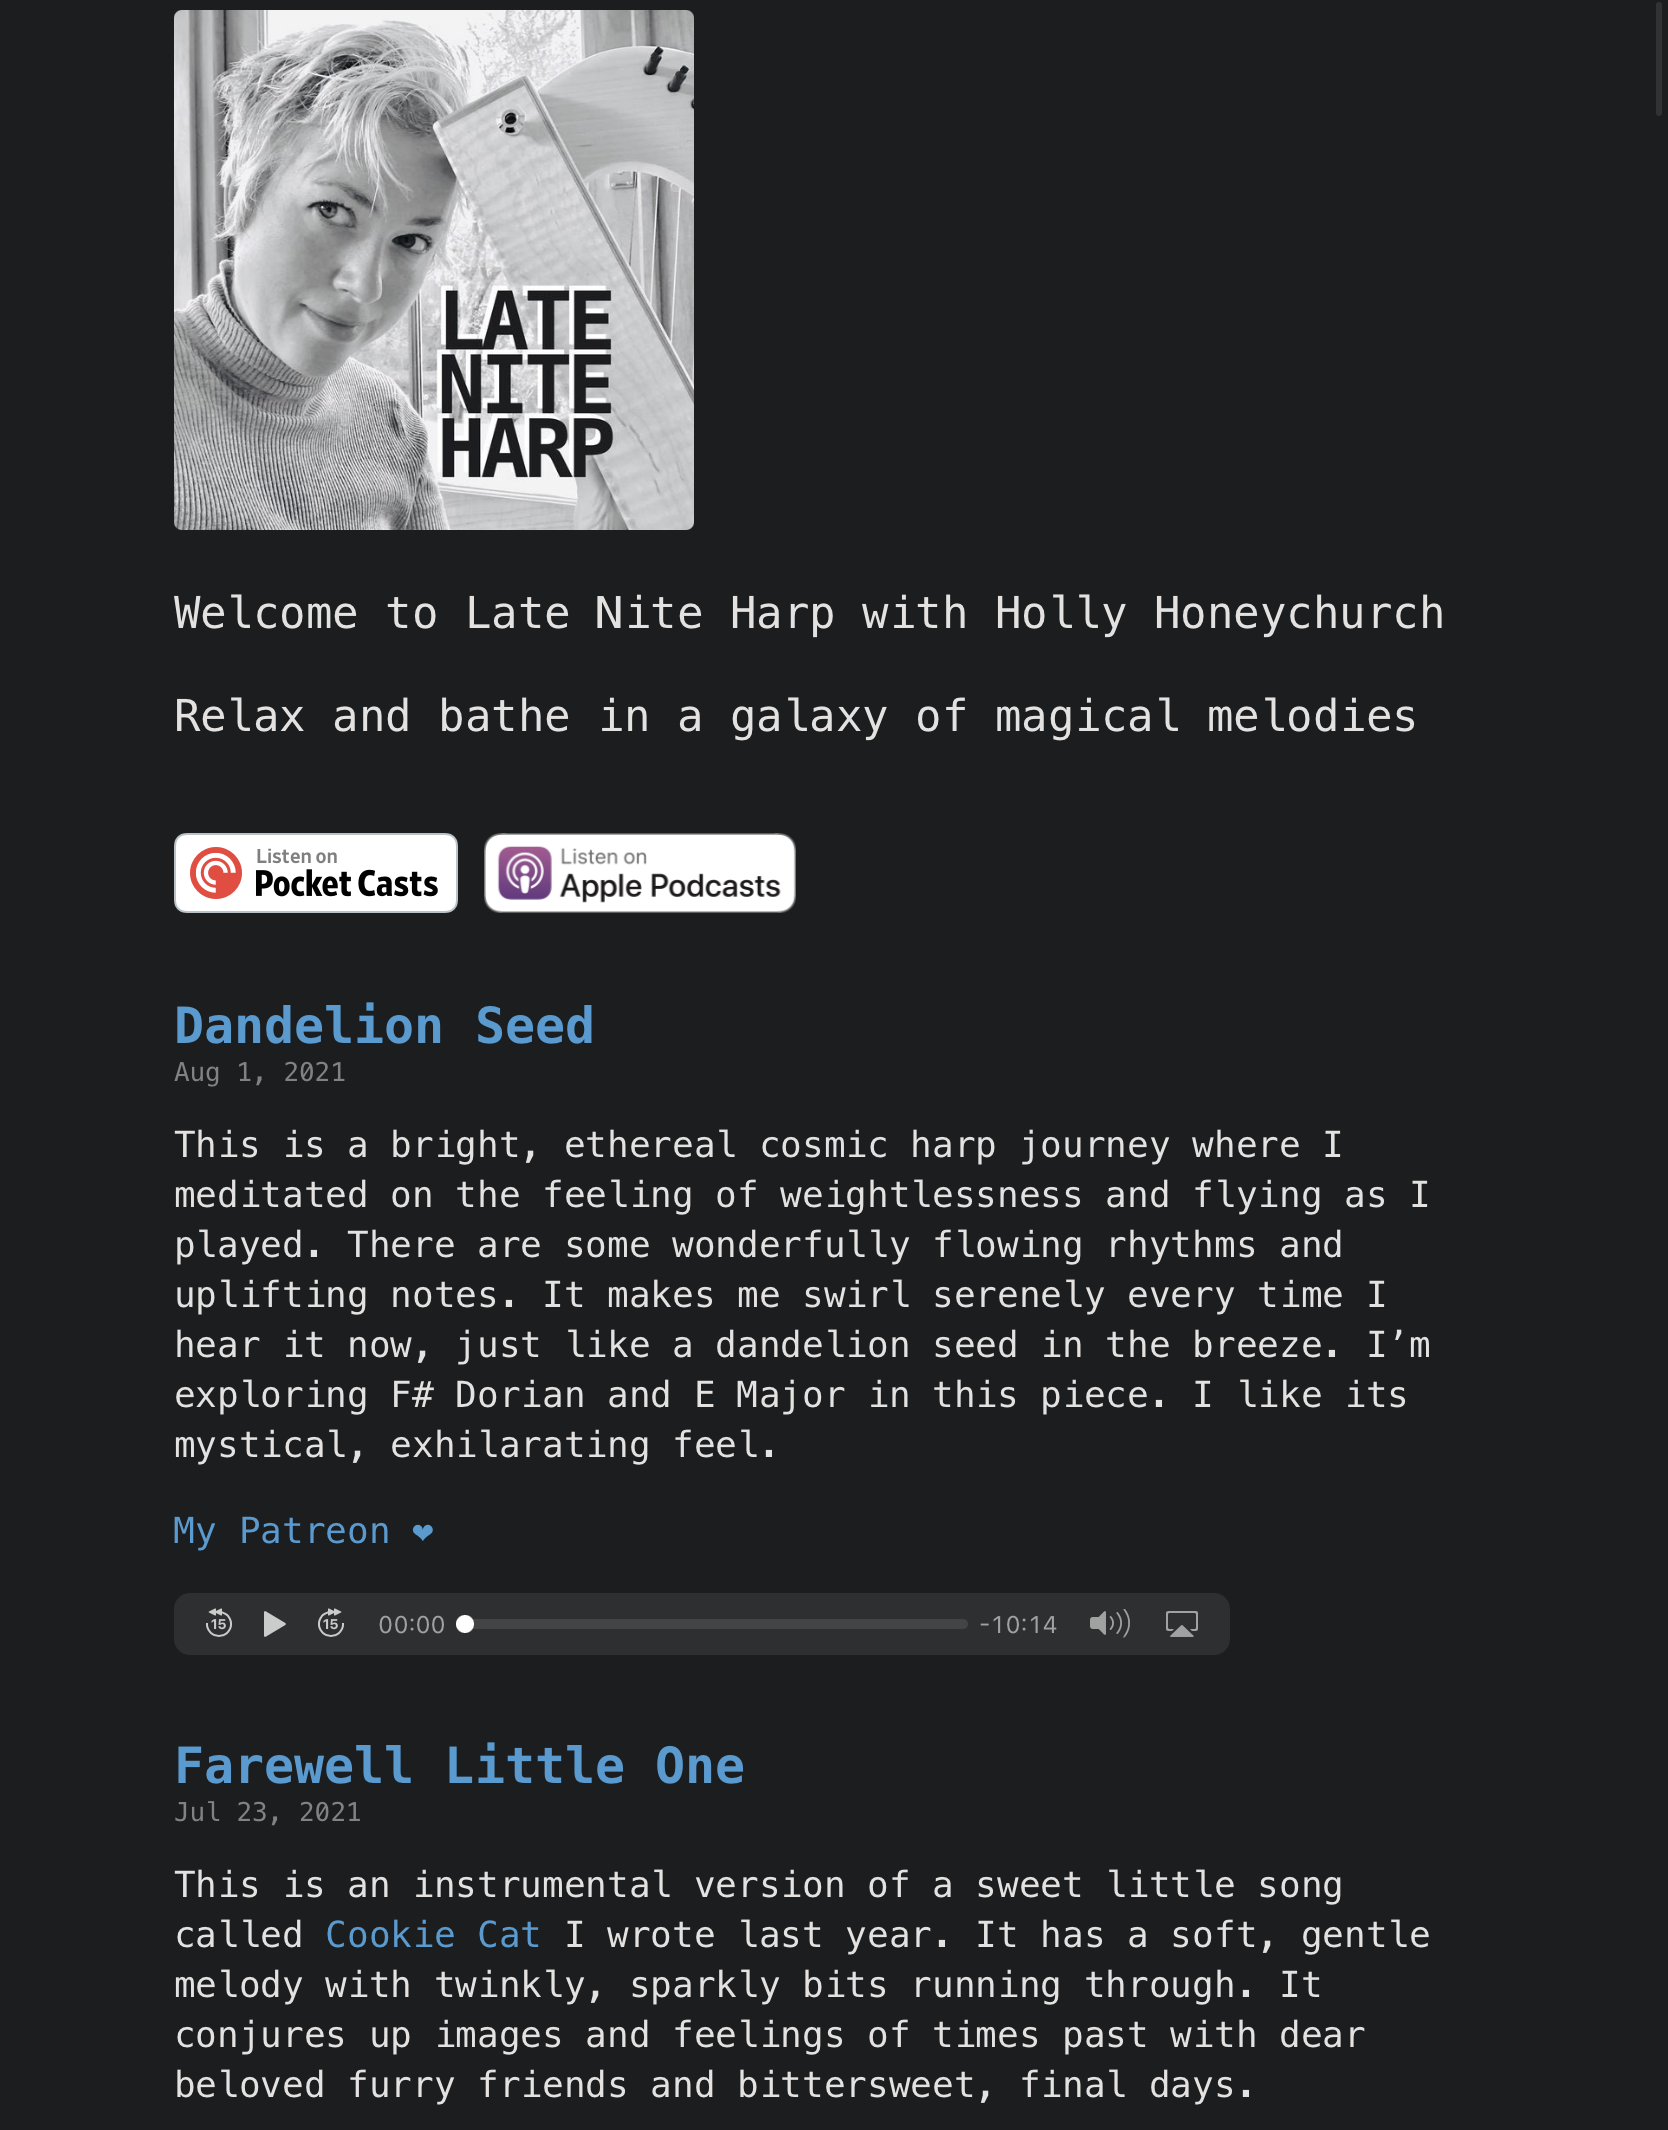 LATE
NITE
HARP
Welcome to Late Nite Harp with Holly Honeychurch
Relax and bathe in a galaxy of magical melodies
Listen on
Pocket Casts
Listen on
Apple Podcasts
Dandelion Seed
Aug 1, 2021
This is a bright, ethereal cosmic harp journey where I
meditated on the feeling of weightlessness and flying as I
played. There are some wonderfully flowing rhythms and
uplifting notes. It makes me swirl serenely every time I
hear it now, just like a dandelion seed in the breeze. I’m
exploring F# Dorian and E Major in this piece. I like its
mystical, exhilarating feel.
My Patreon ❤
15 15 00:00 -10:14
Farewell Little One
Jul 23, 2021
This is an instrumental version of a sweet little song
called Cookie Cat I wrote last year. It has a soft, gentle
melody with twinkly, sparkly bits running through. It
conjures up images and feelings of times past with dear
beloved furry friends and bittersweet, final days.